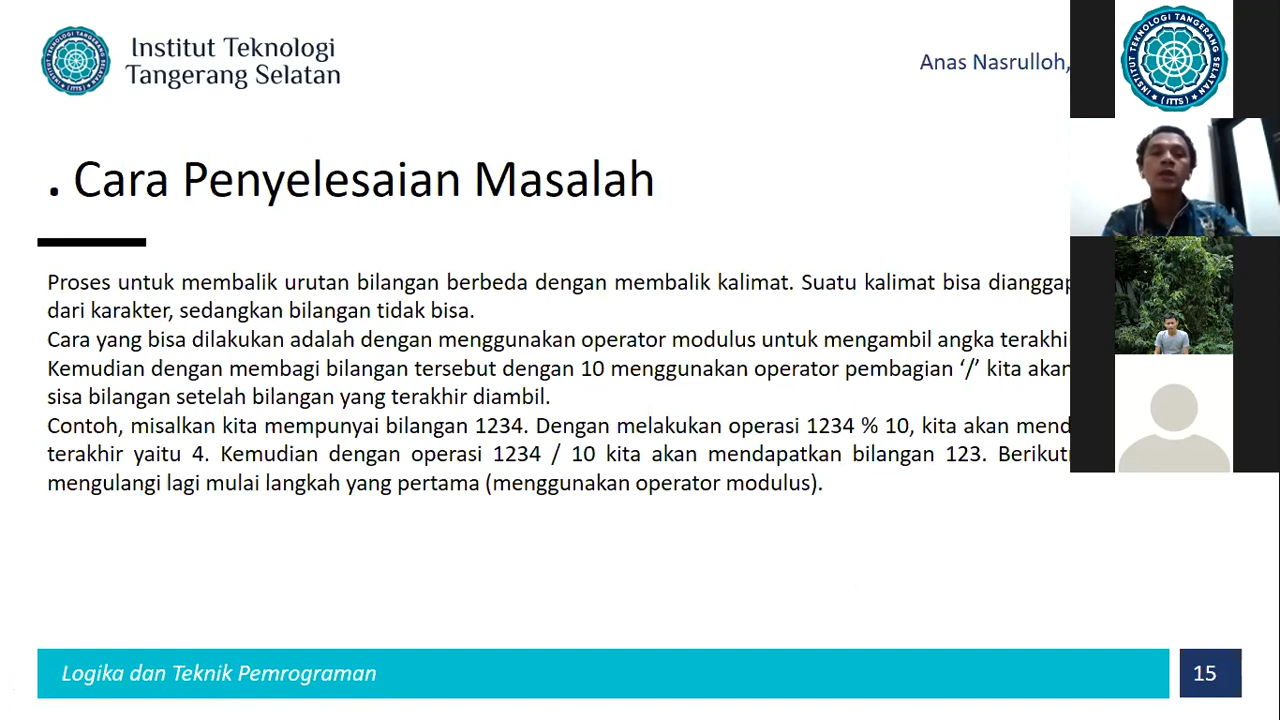 Institut Teknologi
Tangerang Selatan
Anas Nasrulloh,
INSTITUT TEKNOLOGI TANGERANG SELATAN
( ITTS )
. Cara Penyelesaian Masalah
Proses untuk membalik urutan bilangan berbeda dengan membalik kalimat. Suatu kalimat bisa dianggap
dari karakter, sedangkan bilangan tidak bisa.
Cara yang bisa dilakukan adalah dengan menggunakan operator modulus untuk mengambil angka terakhi
Kemudian dengan membagi bilangan tersebut dengan 10 menggunakan operator pembagian ‘/’ kita akan
sisa bilangan setelah bilangan yang terakhir diambil.
Contoh, misalkan kita mempunyai bilangan 1234. Dengan melakukan operasi 1234 % 10, kita akan mend
terakhir yaitu 4. Kemudian dengan operasi 1234 / 10 kita akan mendapatkan bilangan 123. Berikut
mengulangi lagi mulai langkah yang pertama (menggunakan operator modulus).
Logika dan Teknik Pemrograman
15